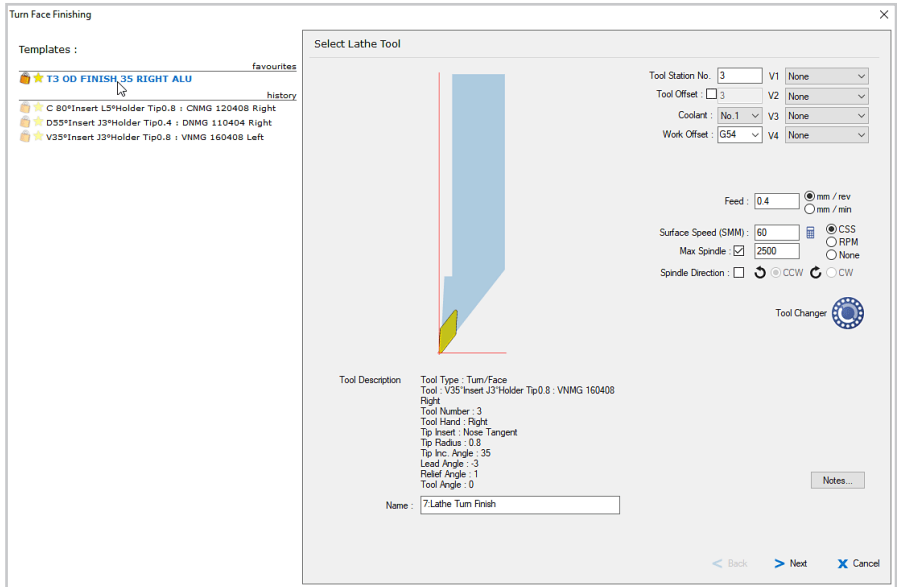 Turn Face Finishing
Templates :
favourites
T3 OD FINISH 35 RIGHT ALU
history
C 80°Insert L5°Holder Tip0.8 : CNMG 120408 Right
D55°Insert J3°Holder Tip0.4 : DNMG 110404 Right
V35°Insert J3°Holder Tip0.8 : VNMG 160408 Left
Select Lathe Tool
Tool Station No. 3 V1 None
Tool Offset : 3 V2 None
Coolant : No.1 V3 None
Work Offset : G54 V4 None
Feed : 0.4 mm / rev
mm / min
Surface Speed (SMM) : 60 CSS
RPM
Max Spindle : 2500
None
Spindle Direction : CCW CW
Tool Changer
Tool Description
Tool Type : Turn/Face
Tool : V35°Insert J3°Holder Tip0.8 : VNMG 160408
Right
Tool Number : 3
Tool Hand : Right
Tip Insert : Nose Tangent
Tip Radius : 0.8
Tip Inc. Angle : 35
Lead Angle : -3
Relief Angle : 1
Tool Angle : 0
Notes...
Name : 7:Lathe Turn Finish
< Back > Next X Cancel